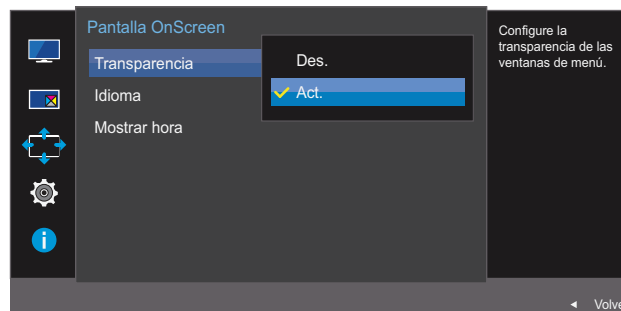 Pantalla OnScreen
Transparencia
Idioma
Mostrar hora
Des.
Act.
Configure la
transparencia de las
ventanas de menú.
Volve